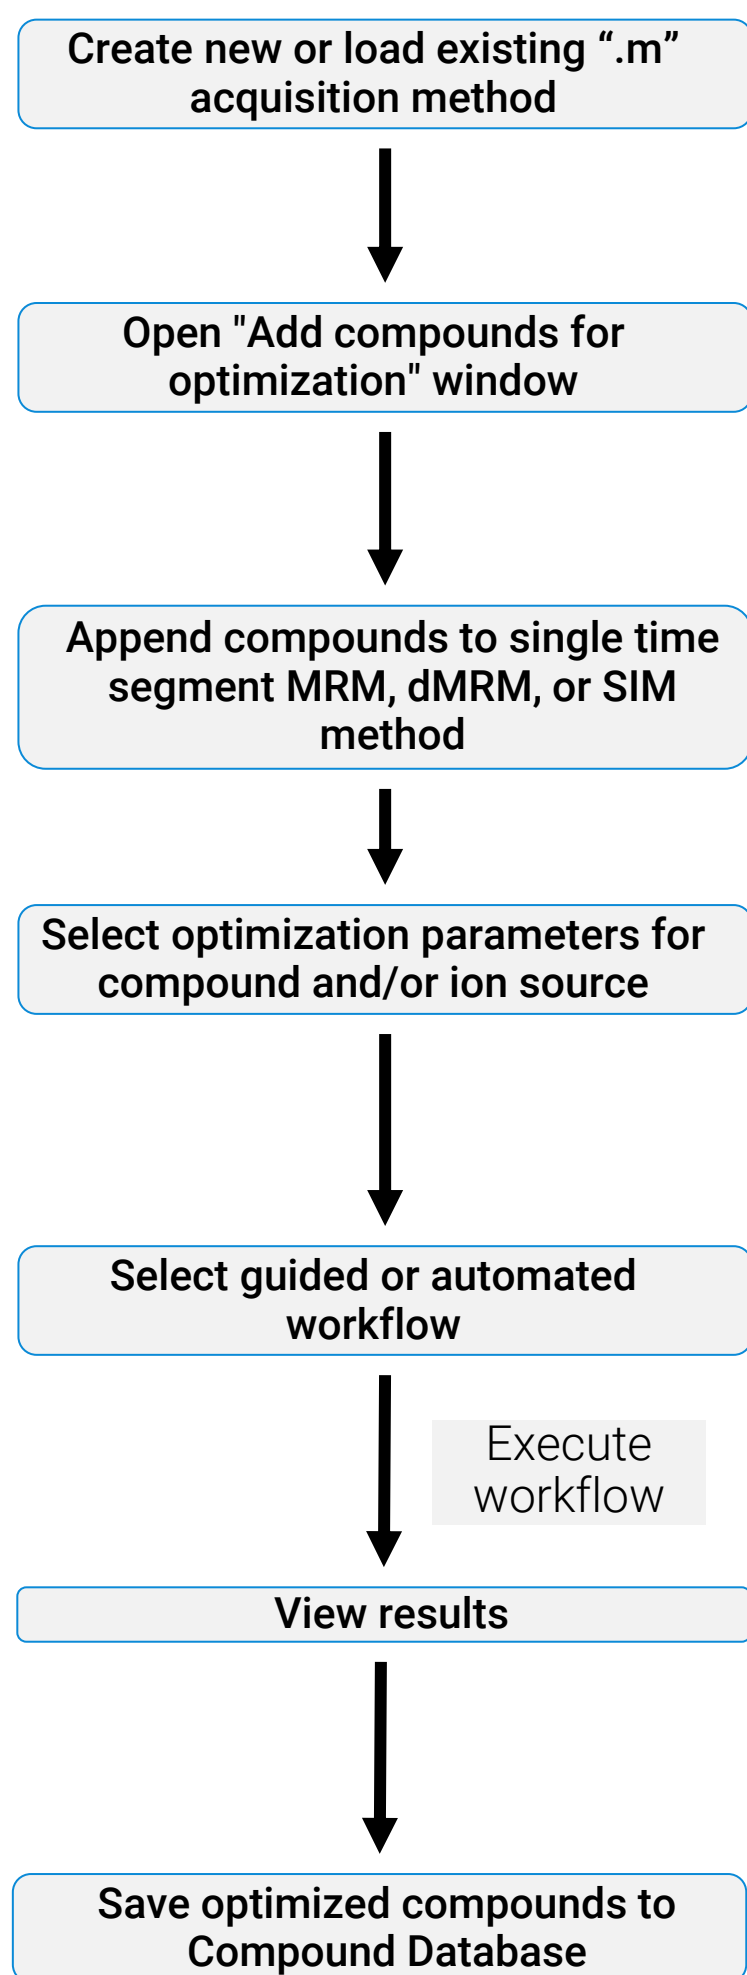 Create new or load existing “.m”
acquisition method
Open "Add compounds for
optimization" window
Append compounds to single time
segment MRM, dMRM, or SIM
method
Select optimization parameters for
compound and/or ion source
Select guided or automated
workflow
Execute
workflow
View results
Save optimized compounds to
Compound Database